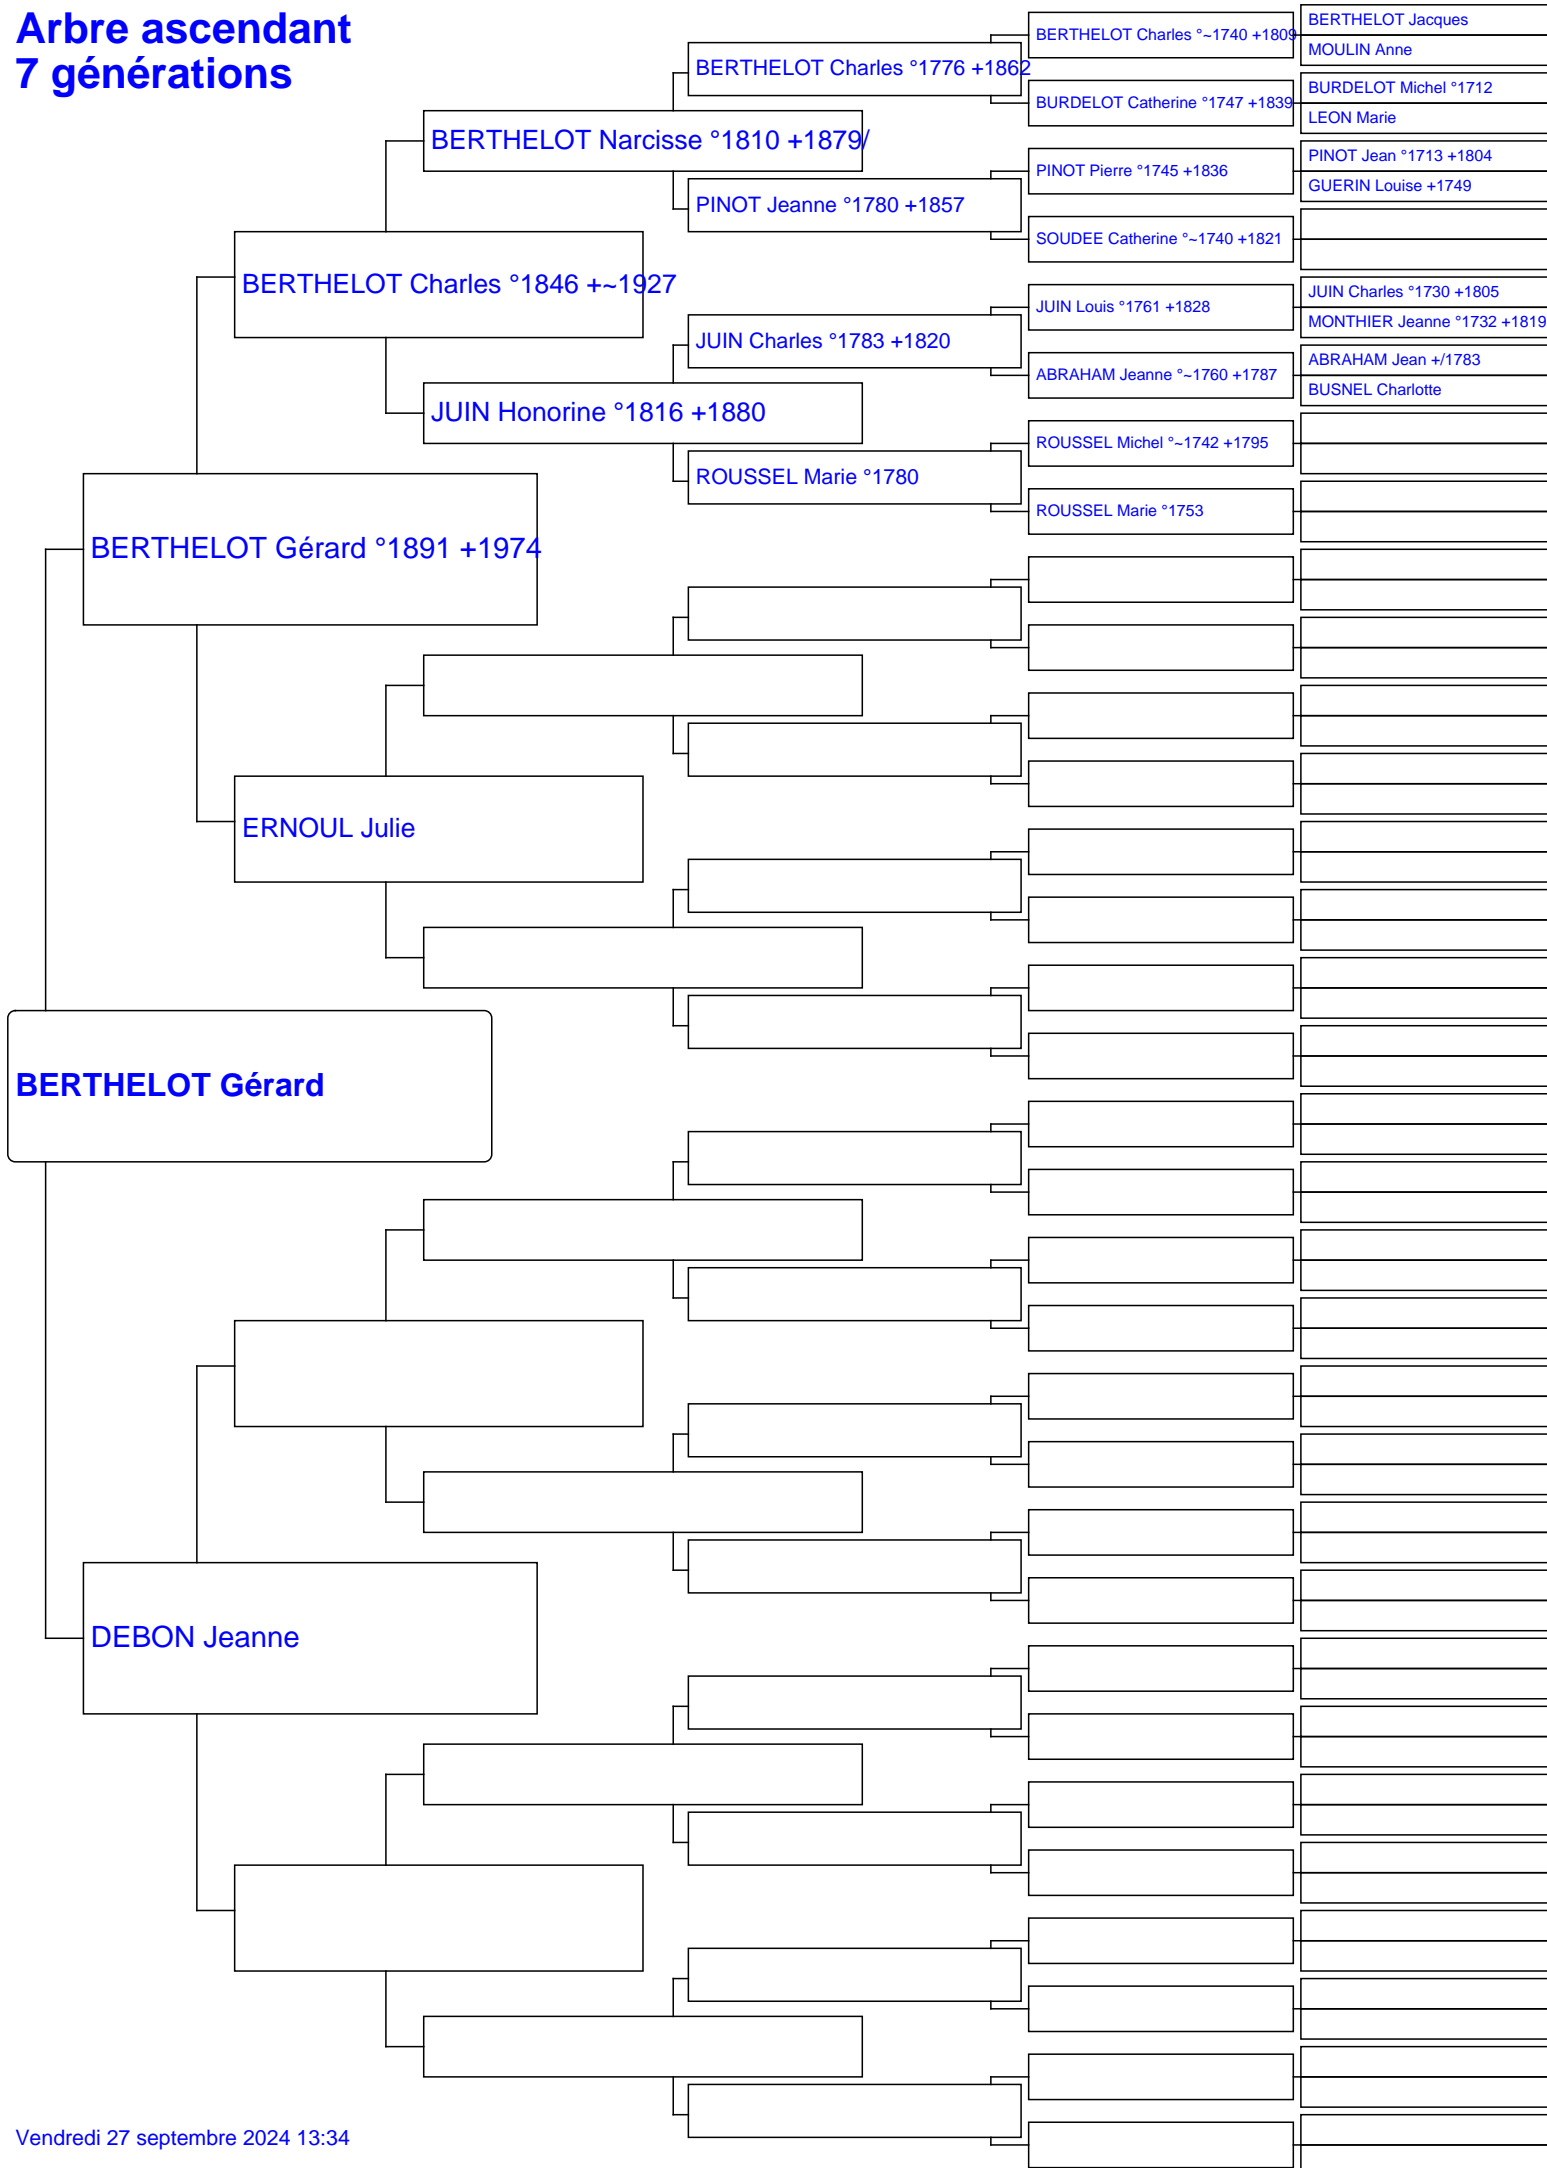 Arbre ascendant
7 générations
BERTHELOT Jacques
BERTHELOT Charles °~1740 +1809
MOULIN Anne
BERTHELOT Charles °1776 +1862
BURDELOT Michel °1712
BURDELOT Catherine °1747 +1839
LEON Marie
BERTHELOT Narcisse °1810 +1879/
PINOT Jean °1713 +1804
PINOT Pierre °1745 +1836
GUERIN Louise +1749
PINOT Jeanne °1780 +1857
SOUDEE Catherine °~1740 +1821
BERTHELOT Charles °1846 +~1927
JUIN Charles °1730 +1805
JUIN Louis °1761 +1828
MONTHIER Jeanne °1732 +1819
JUIN Charles °1783 +1820
ABRAHAM Jean +/1783
ABRAHAM Jeanne °~1760 +1787
BUSNEL Charlotte
JUIN Honorine °1816 +1880
ROUSSEL Michel °~1742 +1795
ROUSSEL Marie °1780
ROUSSEL Marie °1753
BERTHELOT Gérard °1891 +1974
ERNOUL Julie
BERTHELOT Gérard
DEBON Jeanne
Vendredi 27 septembre 2024 13:34